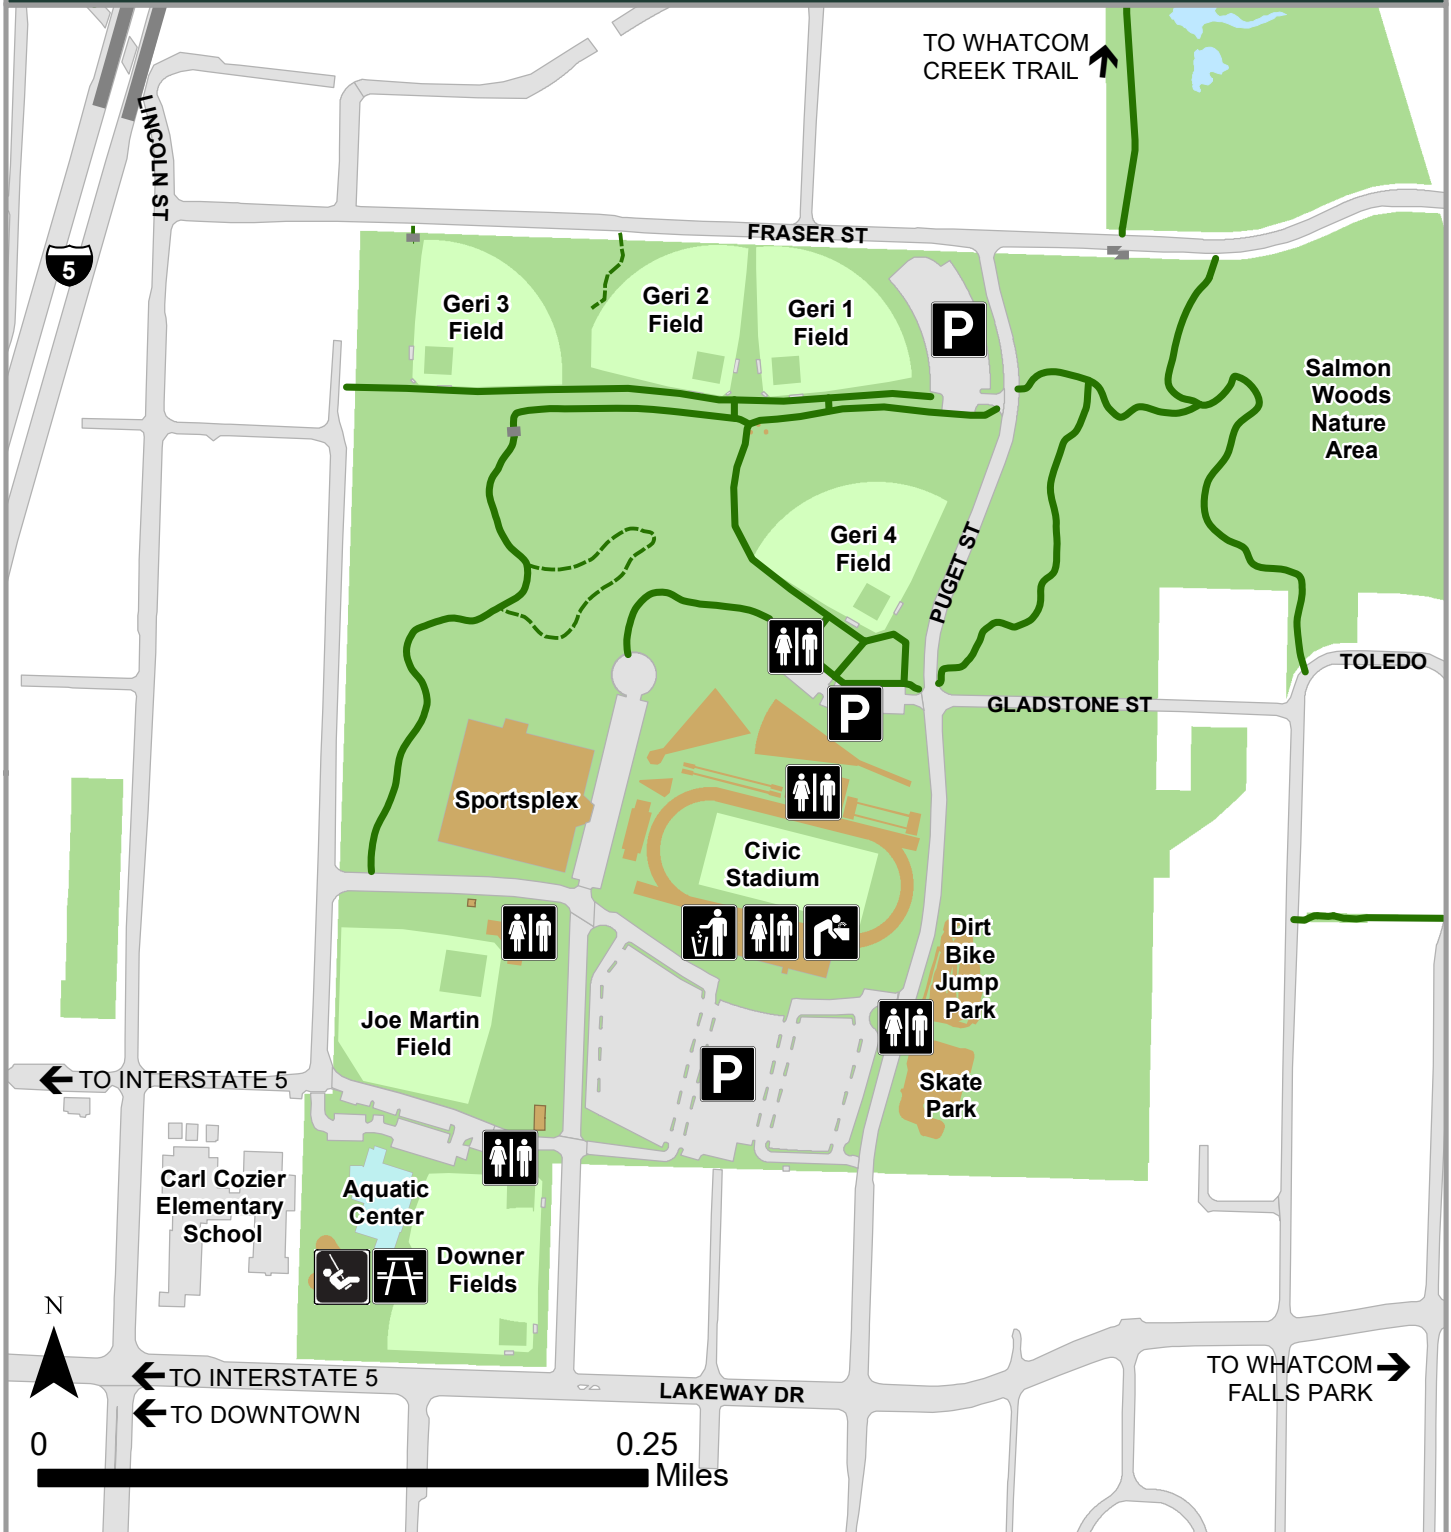 TO WHATCOM
CREEK TRAIL
LINCOLN ST
FRASER ST
5
Geri 3
Field
Geri 2
Field
Geri 1
Field
P
Salmon
Woods
Nature
Area
Geri 4
Field
PUGET ST
TOLEDO
GLADSTONE ST
P
Sportsplex
Civic
Stadium
Dirt
Bike
Jump
Park
Joe Martin
Field
P
Skate
Park
TO INTERSTATE 5
Carl Cozier
Elementary
School
Aquatic
Center
Downer
Fields
N
TO INTERSTATE 5
TO DOWNTOWN
LAKEWAY DR
TO WHATCOM
FALLS PARK
0
0.25
Miles